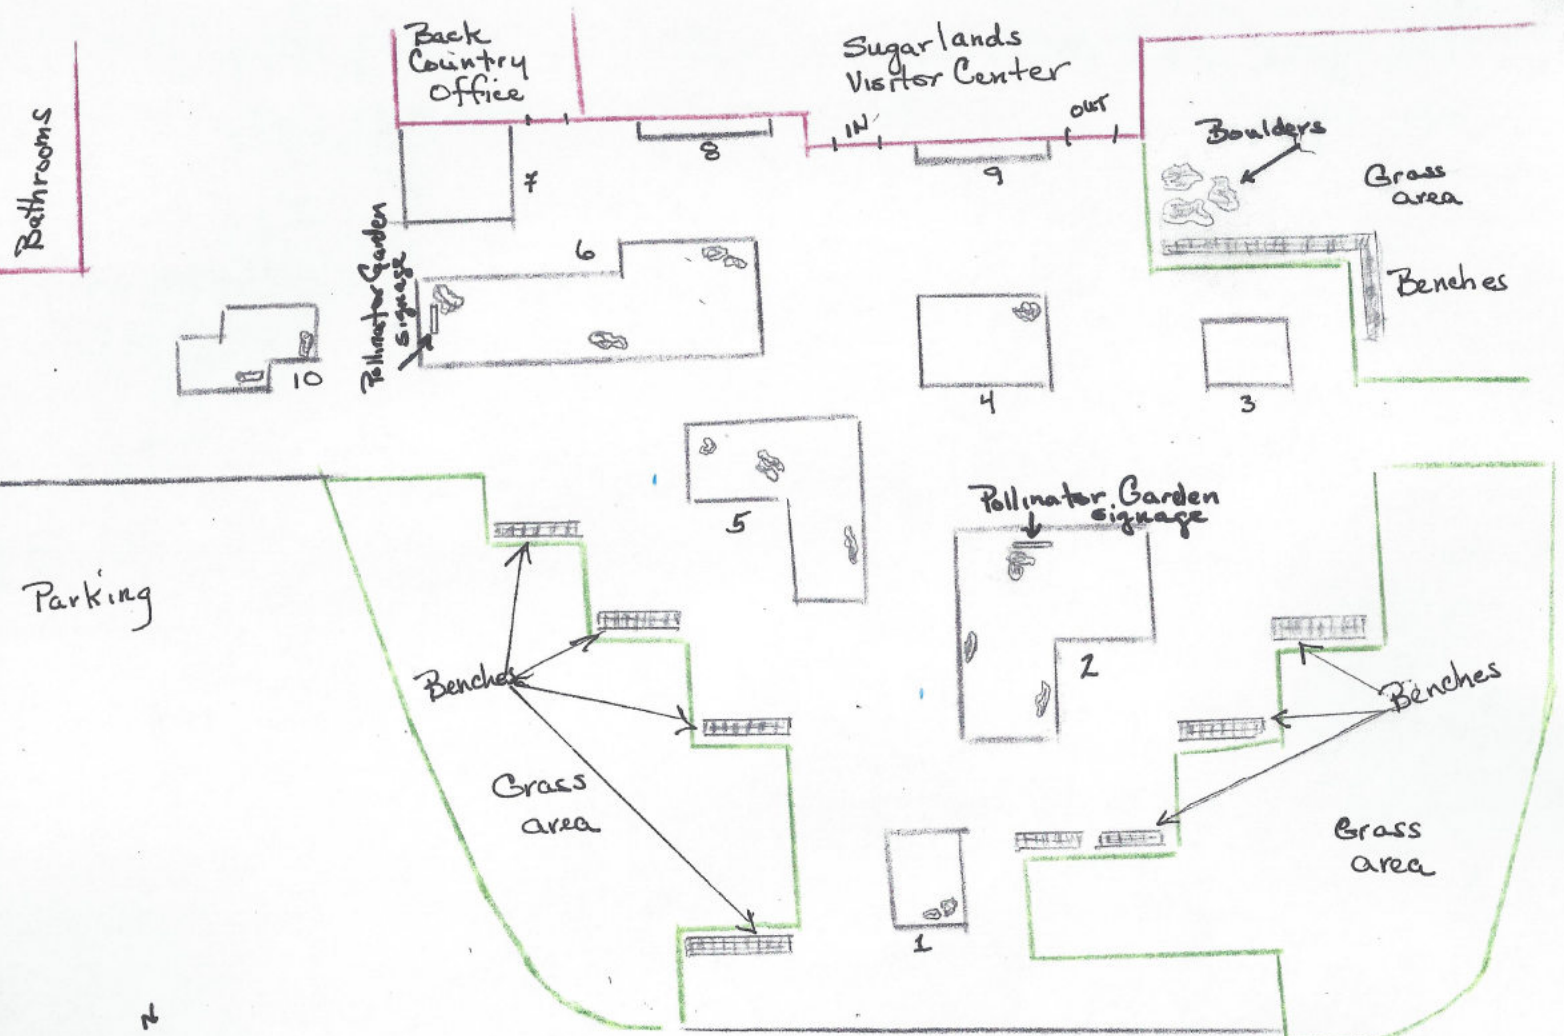 Back
Country
Office
Sugarlands
Visitor Center
IN
OUT
Boulders
Grass
area
Bathrooms
7
8
9
6
Pollinator Garden
signage
Benches
10
4
3
5
Pollinator Garden
signage
Parking
2
Benches
Benches
Grass
area
Grass
area
1
N